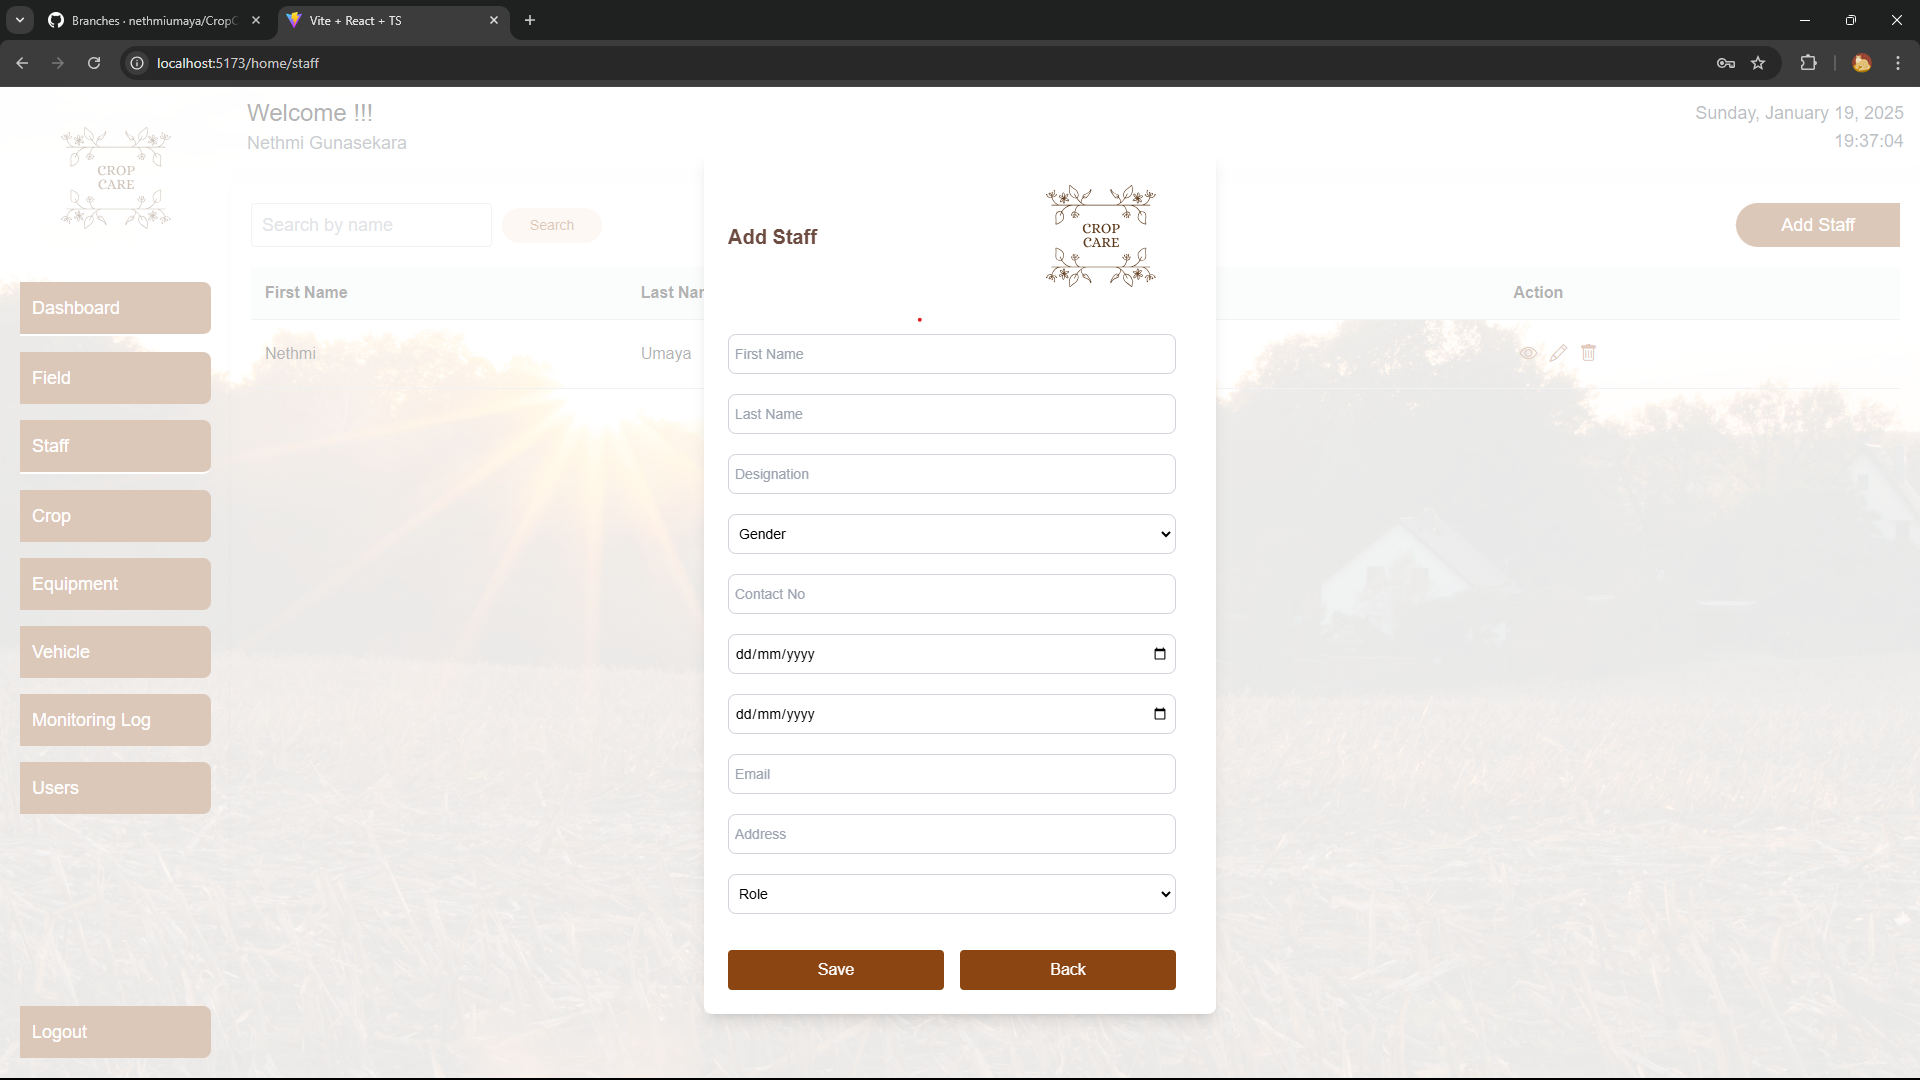 Branches · nethmiumaya/Crop
Vite + React + TS
localhost:5173/home/staff
CROP
CARE
Welcome !!!
Nethmi Gunasekara
Sunday, January 19, 2025
19:37:04
Search by name
Search
Add Staff
First Name
Last Nar
Action
Nethmi
Umaya
Dashboard
Field
Staff
Crop
Equipment
Vehicle
Monitoring Log
Users
Logout
Add Staff
CROP
CARE
First Name
Last Name
Designation
Gender
Contact No
dd/mm/yyyy
dd/mm/yyyy
Email
Address
Role
Save
Back